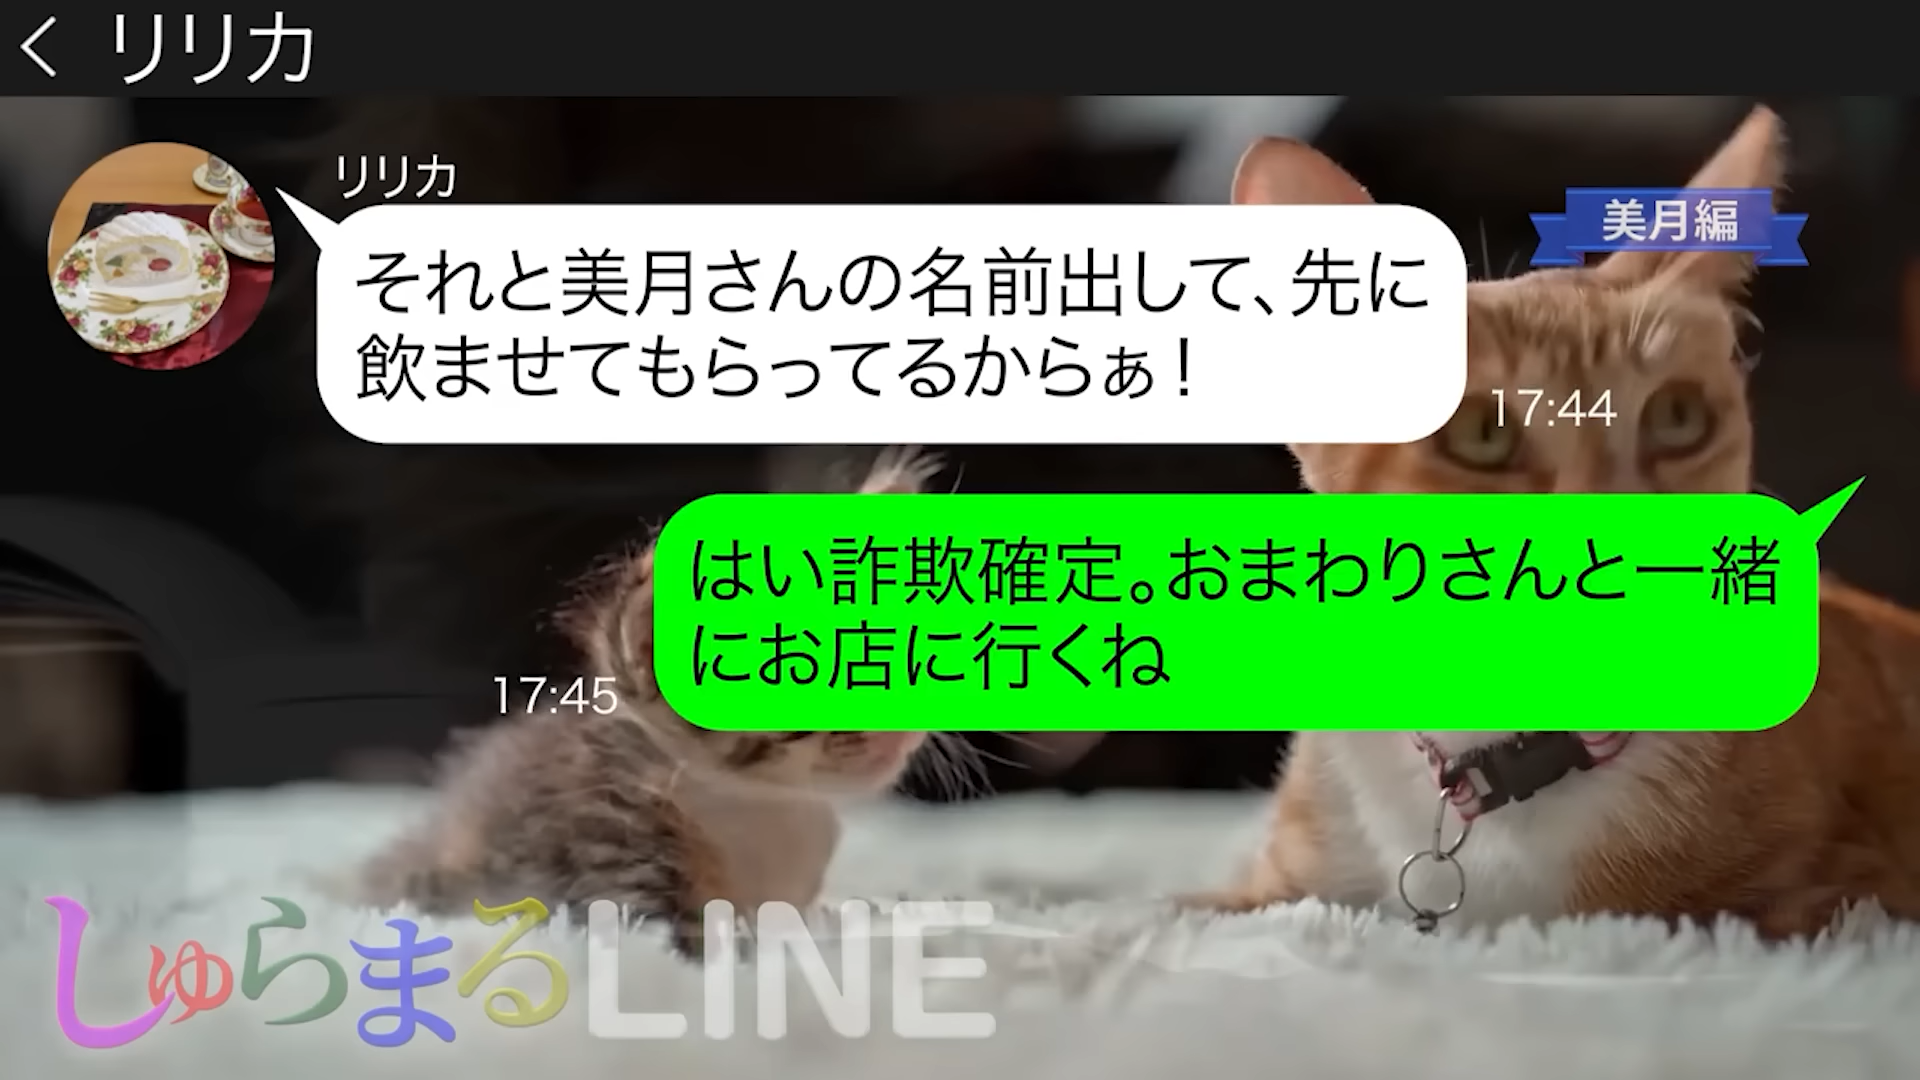 リリカ
リリカ
美月編
それと美月さんの名前出して、先に
飲ませてもらってるからぁ！
17:44
はい詐欺確定。おまわりさんと一緒
にお店に行くね
17:45
しゅらまるLINE